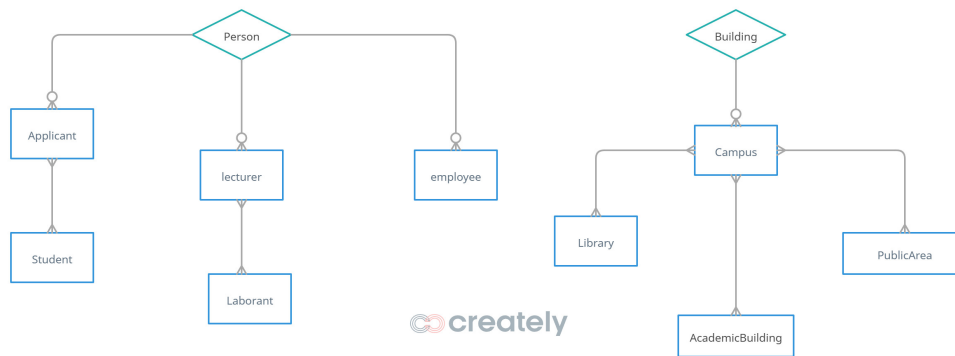 Person
Building
Applicant
Campus
lecturer
employee
Library
Student
PublicArea
Laborant
creately
AcademicBuilding